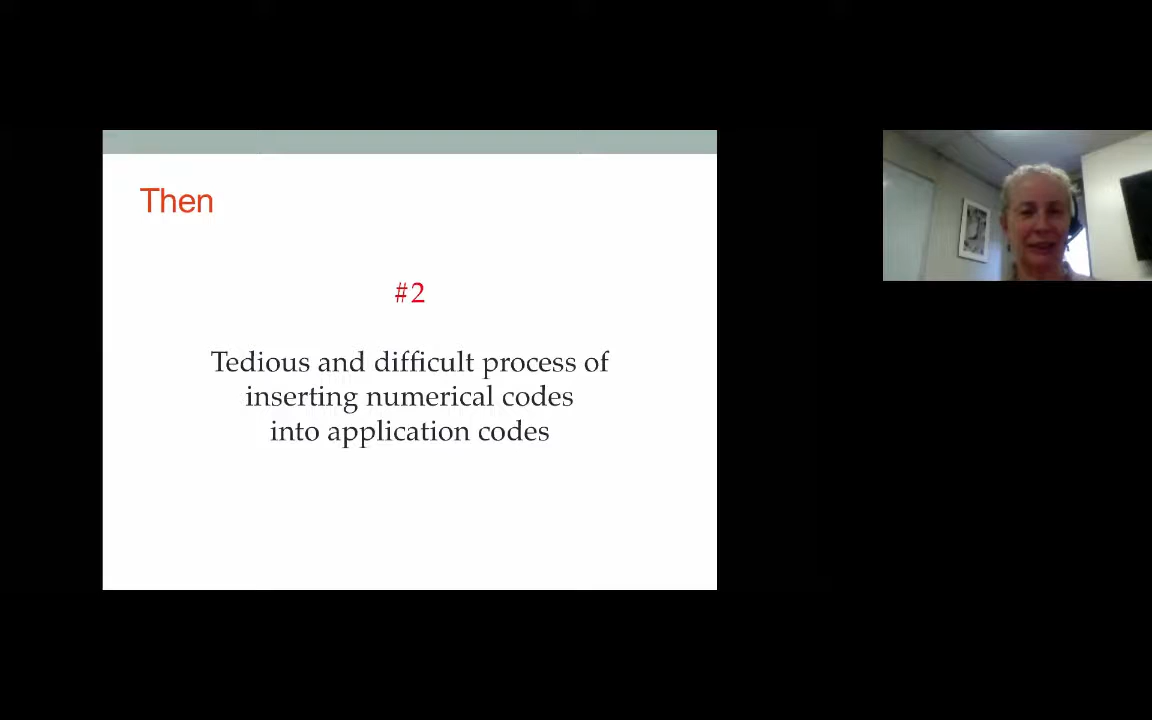 Then
#2
Tedious and difficult process of
inserting numerical codes
into application codes